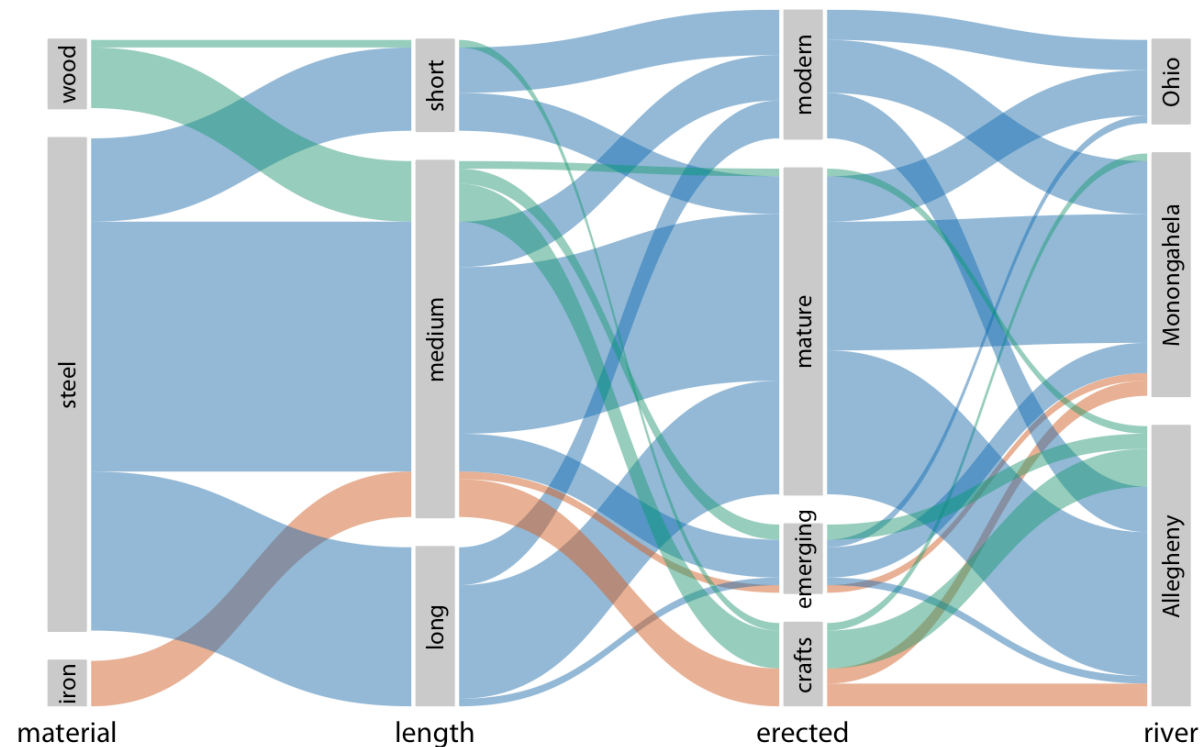 wood
steel
iron
short
medium
long
modern
mature
emerging
crafts
Ohio
Monongahela
Allegheny
material
length
erected
river